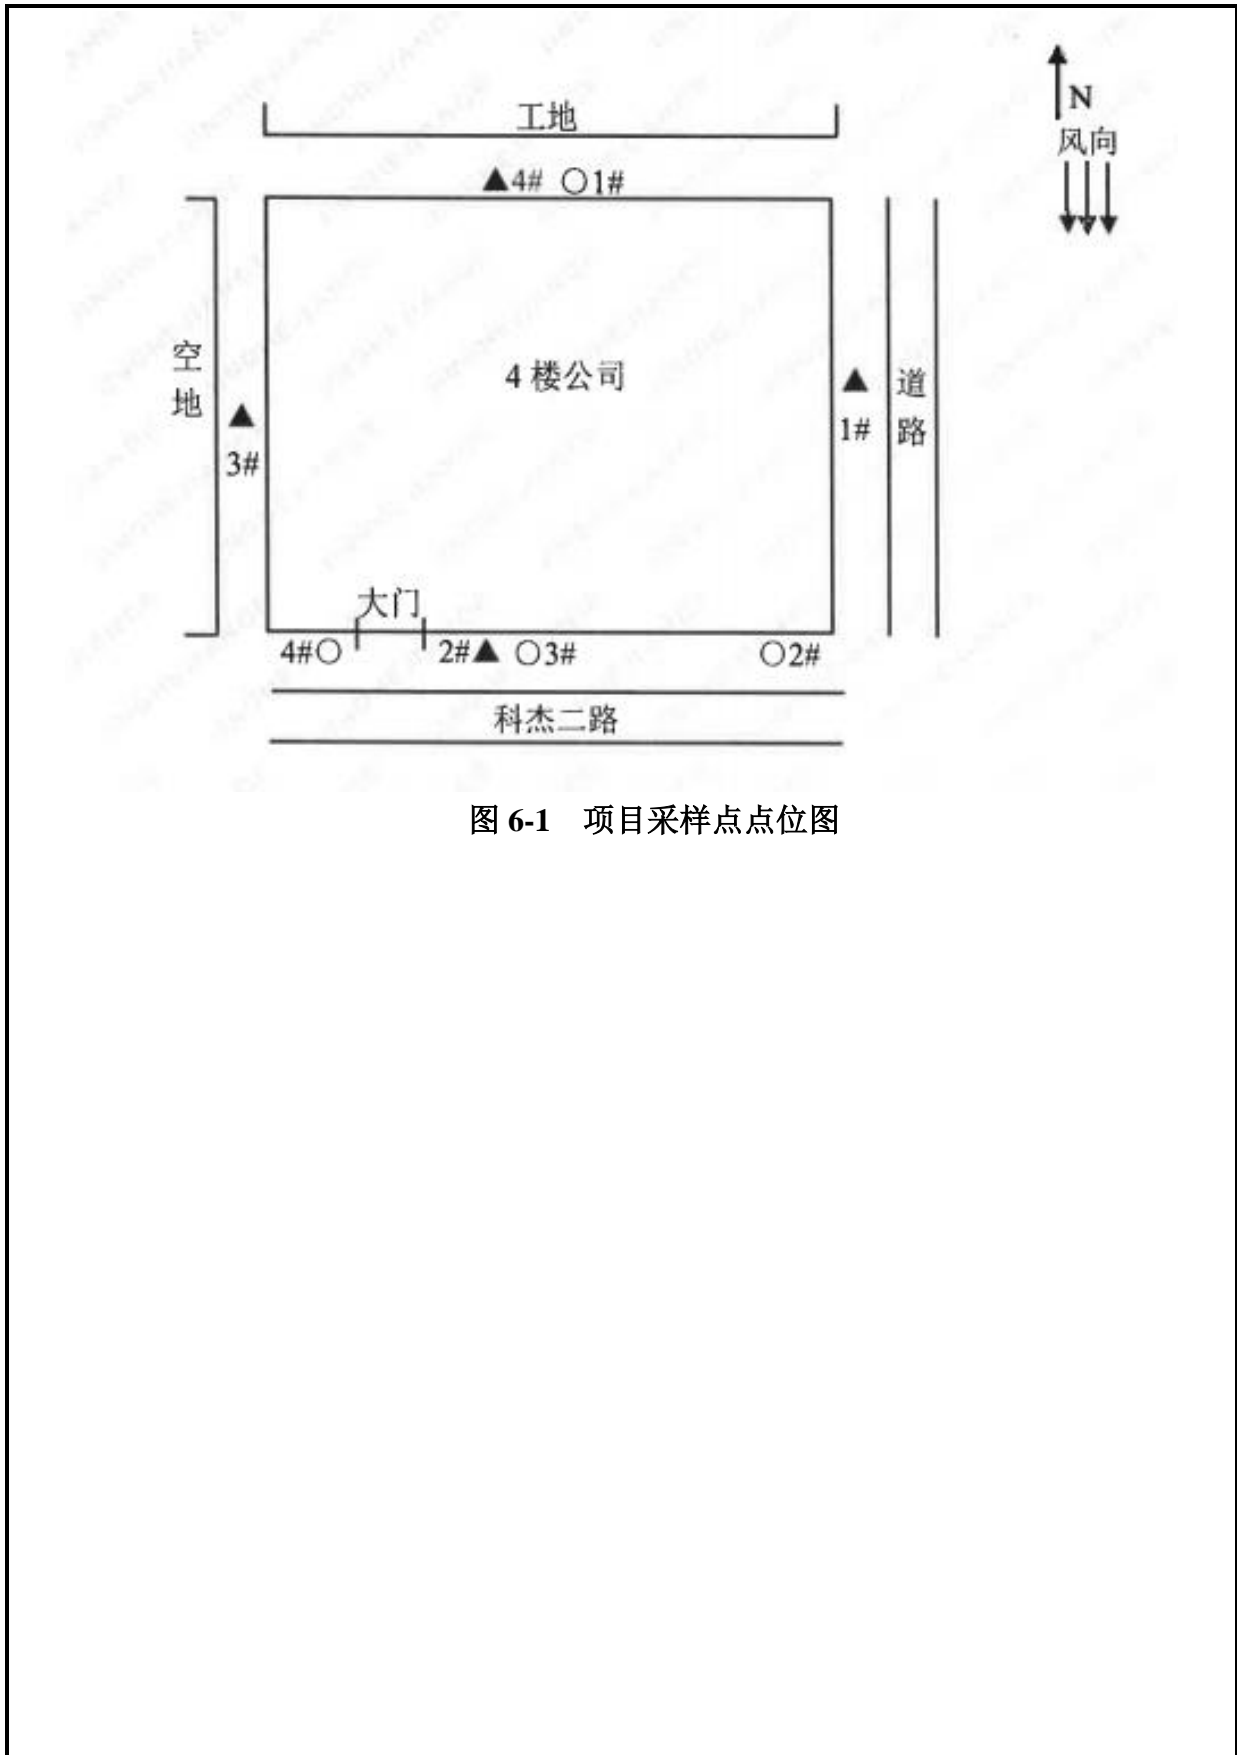 N
风向
工地
▲4# ○1#
空地
▲
3#
4 楼公司
▲
1#
道路
大门
4#○
2#▲ ○3#
○2#
科杰二路
图 6-1 项目采样点点位图